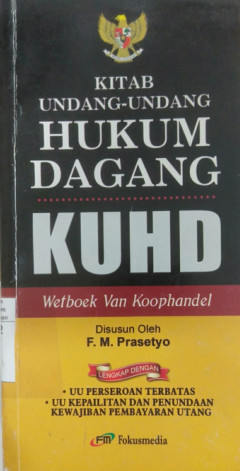 KITAB
UNDANG-UNDANG
HUKUM
DAGANG
KUHD
Wetboek Van Koophandel
Disusun Oleh
F. M. Prasetyo
LENGKAP DENGAN
• UU PERSEROAN TERBATAS
• UU KEPAILITAN DAN PENUNDAAN
KEWAJIBAN PEMBAYARAN UTANG
FM Fokusmedia